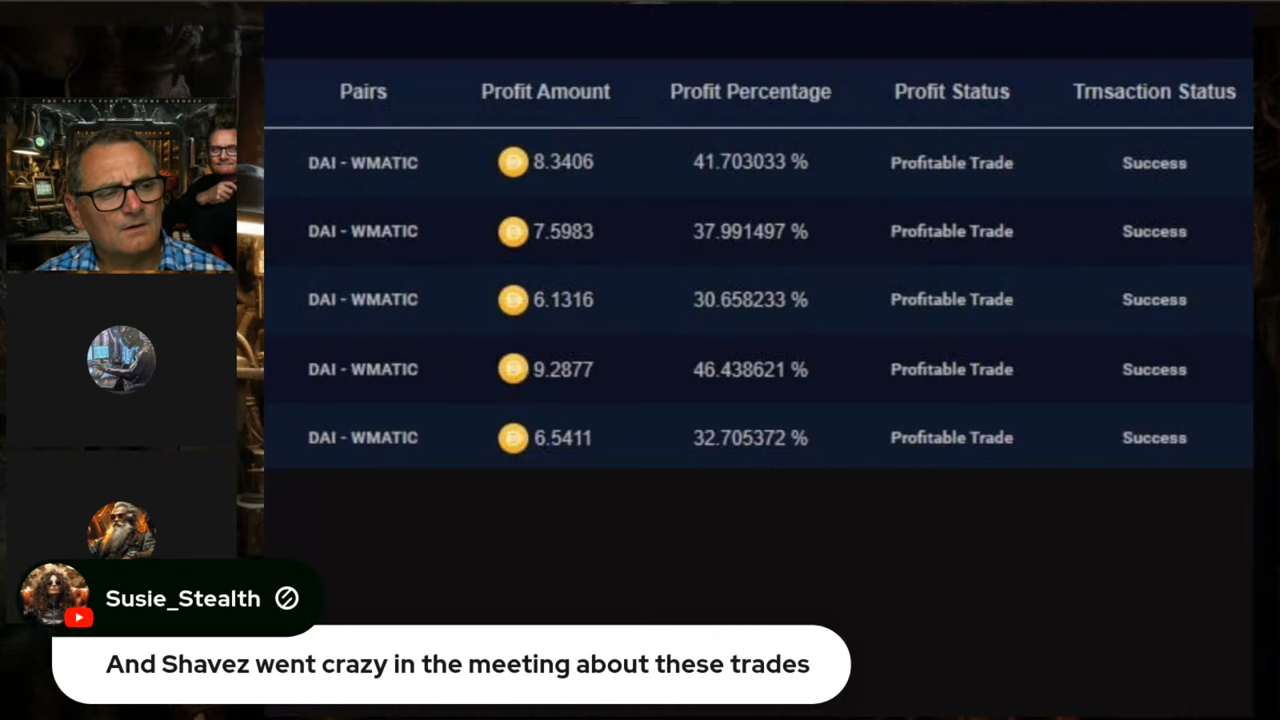 Pairs Profit Amount Profit Percentage Profit Status Trnsaction Status
DAI - WMATIC 8.3406 41.703033 % Profitable Trade Success
DAI - WMATIC 7.5983 37.991497 % Profitable Trade Success
DAI - WMATIC 6.1316 30.658233 % Profitable Trade Success
DAI - WMATIC 9.2877 46.438621 % Profitable Trade Success
DAI - WMATIC 6.5411 32.705372 % Profitable Trade Success
Susie_Stealth
And Shavez went crazy in the meeting about these trades